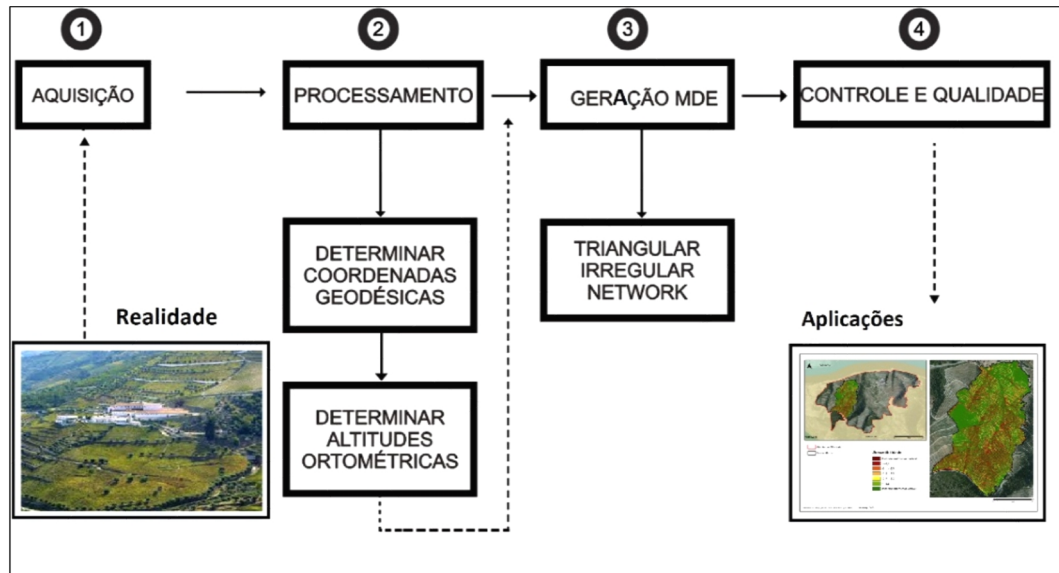 1
2
3
4
AQUISIÇÃO
PROCESSAMENTO
GERAÇÃO MDE
CONTROLE E QUALIDADE
DETERMINAR
COORDENADAS
GEODÉSICAS
TRIANGULAR
IRREGULAR
NETWORK
Realidade
Aplicações
DETERMINAR
ALTITUDES
ORTOMÉTRICAS